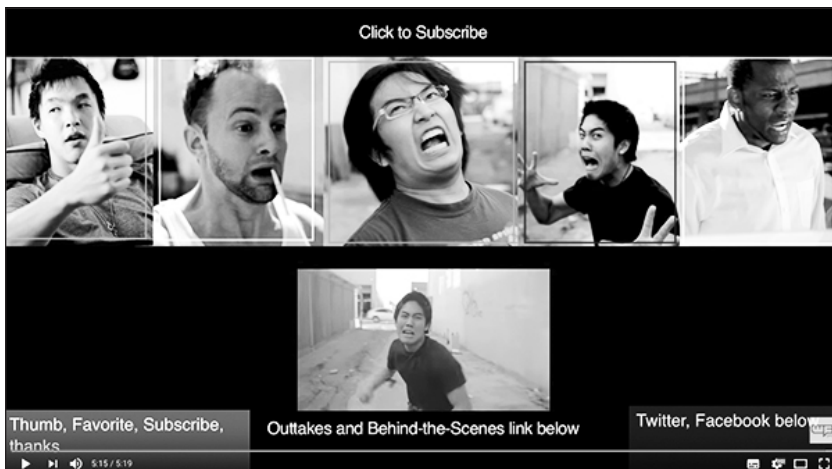 Click to Subscribe
Thumb, Favorite, Subscribe,
thanks
Outtakes and Behind-the-Scenes link below
Twitter, Facebook below
5:15 / 5:19